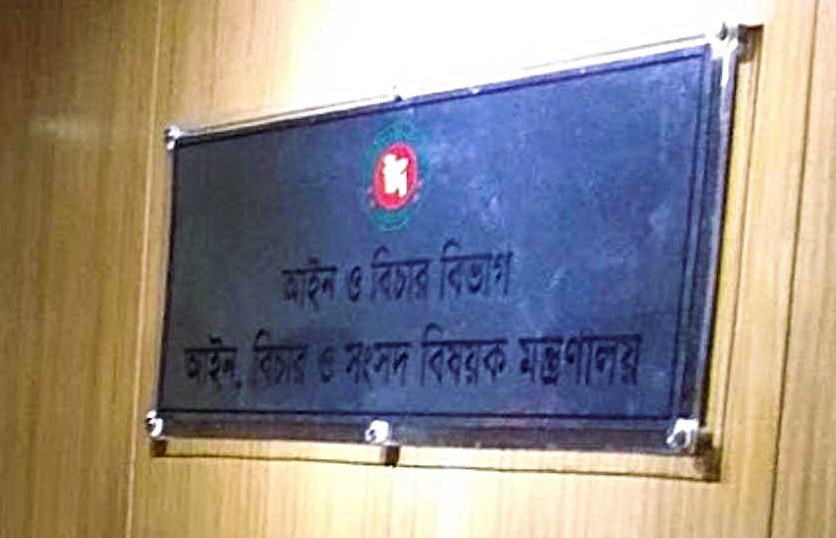 আইন ও বিচার বিভাগ
আইন, বিচার ও সংসদ বিষয়ক মন্ত্রণালয়